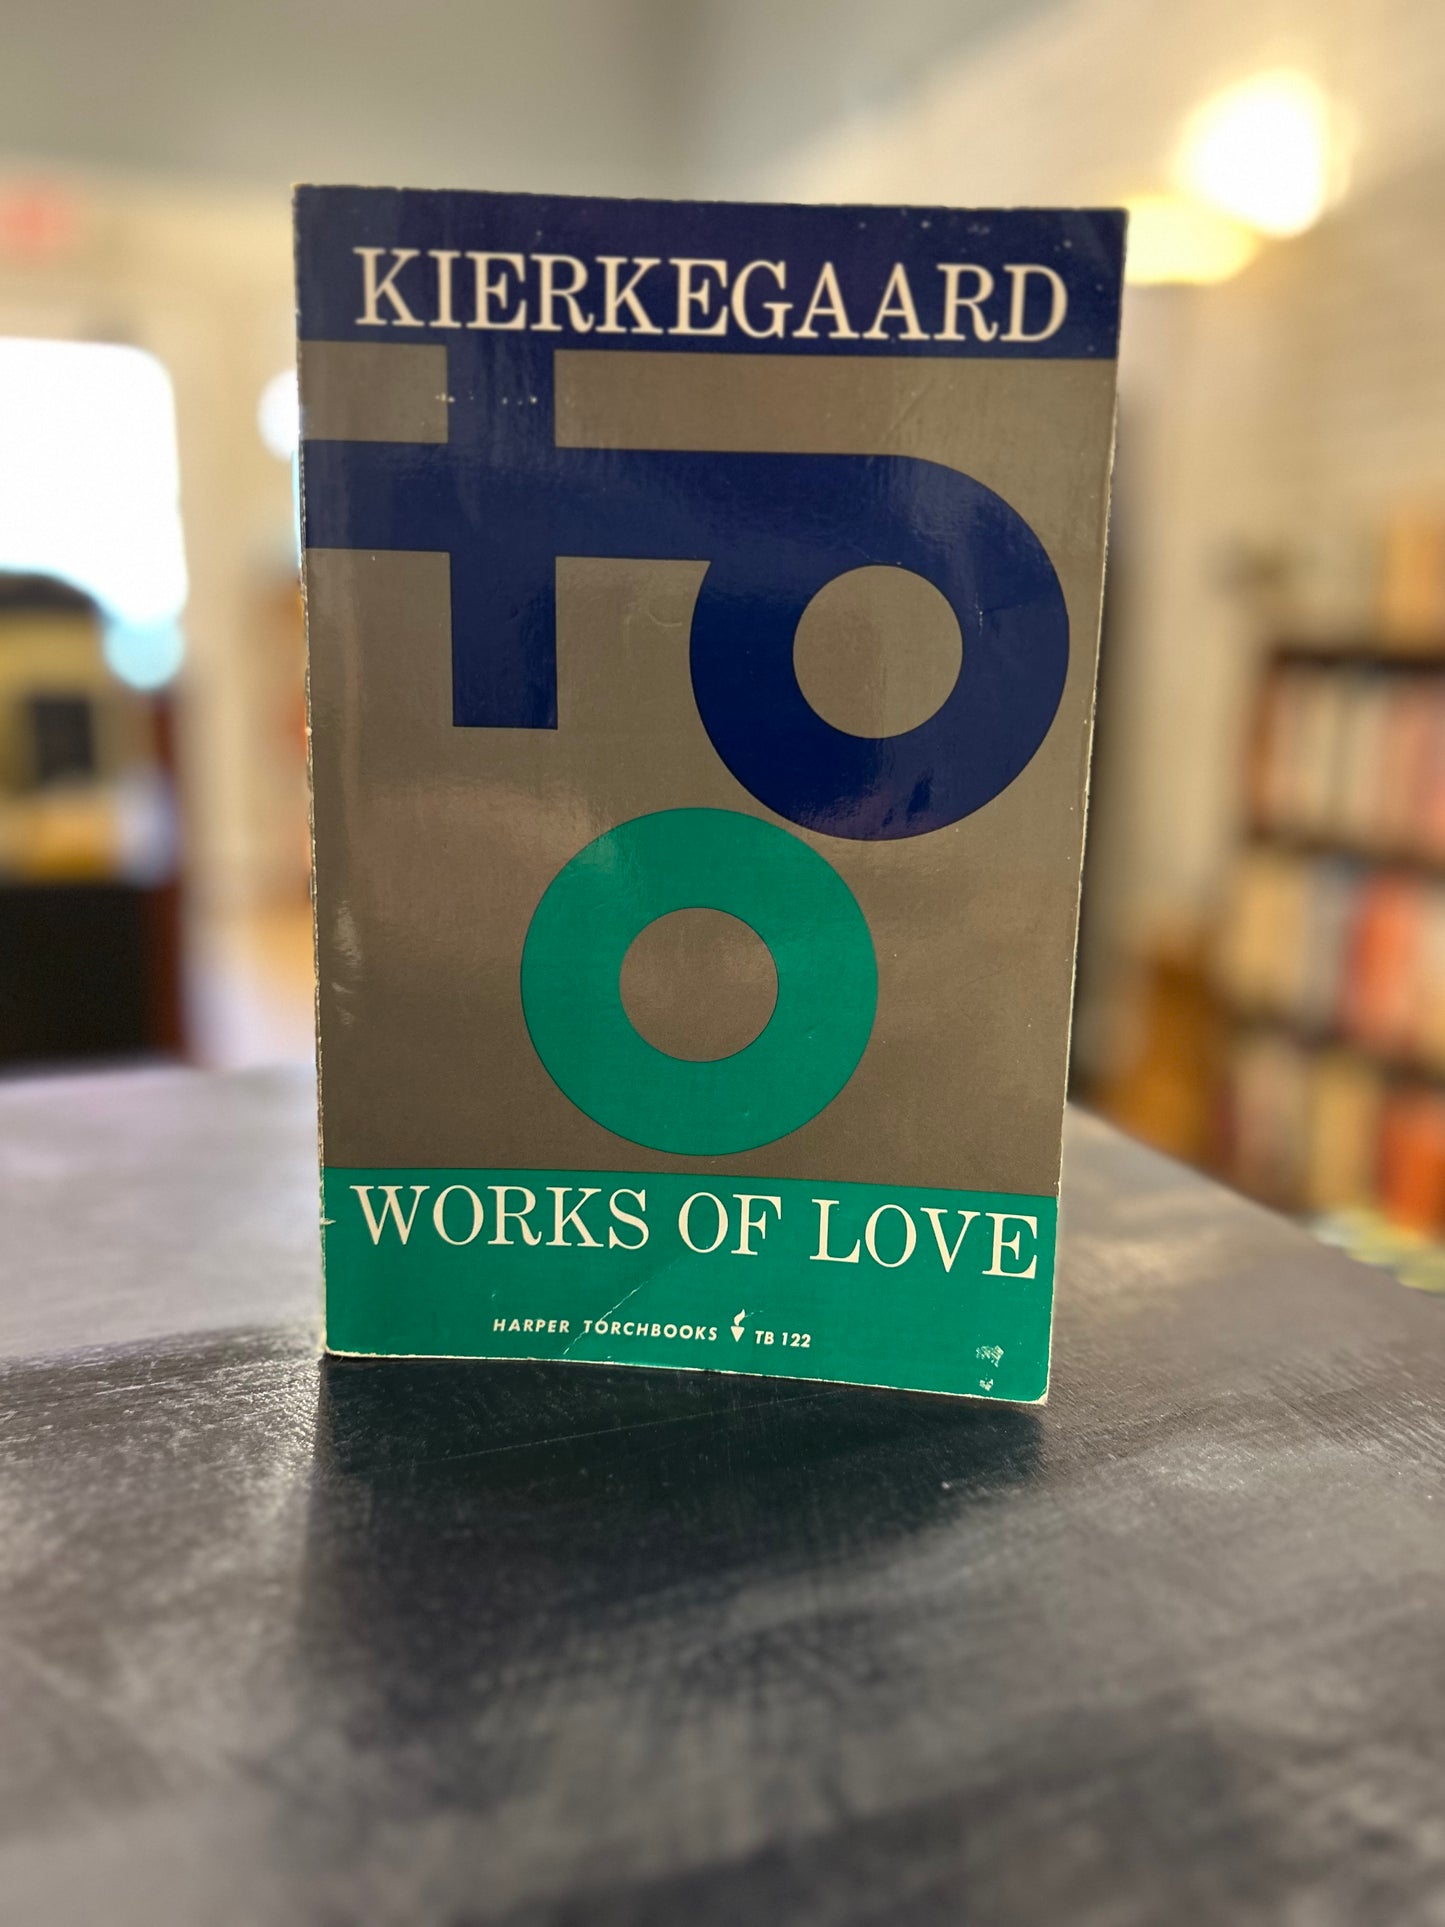 KIERKEGAARD
WORKS OF LOVE
HARPER TORCHBOOKS TB 122